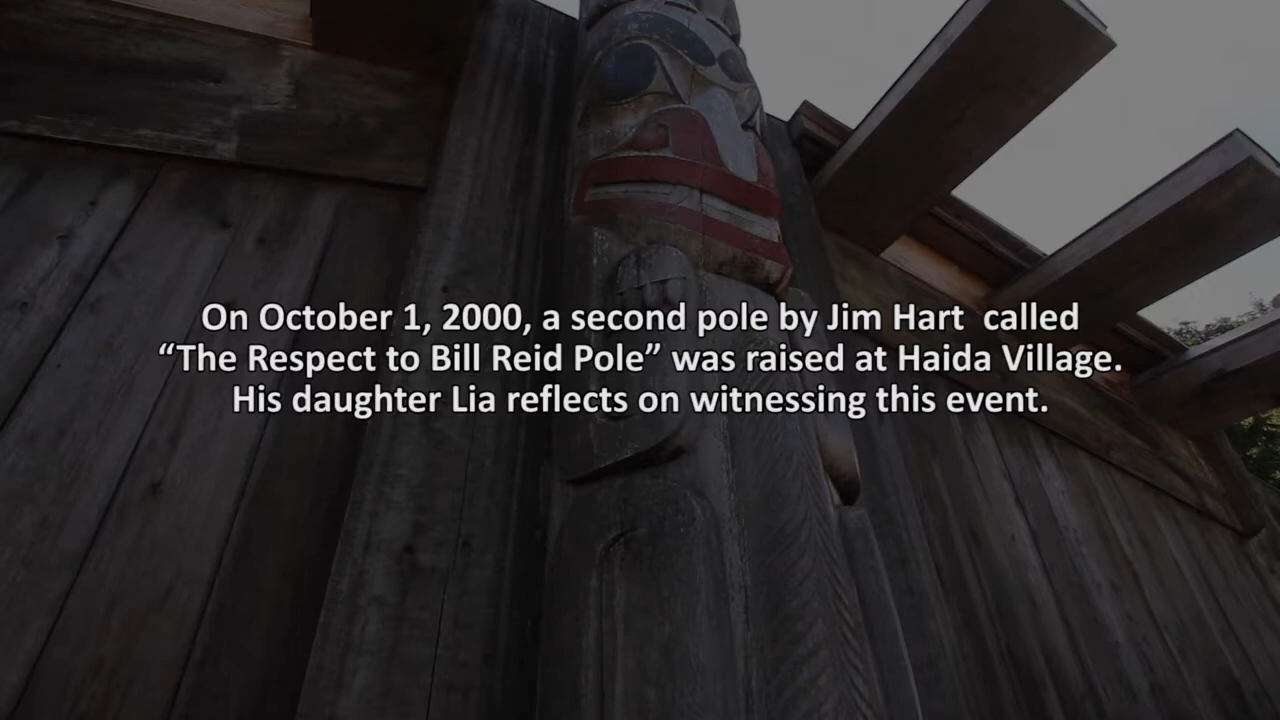 On October 1, 2000, a second pole by Jim Hart  called
“The Respect to Bill Reid Pole” was raised at Haida Village.
His daughter Lia reflects on witnessing this event.